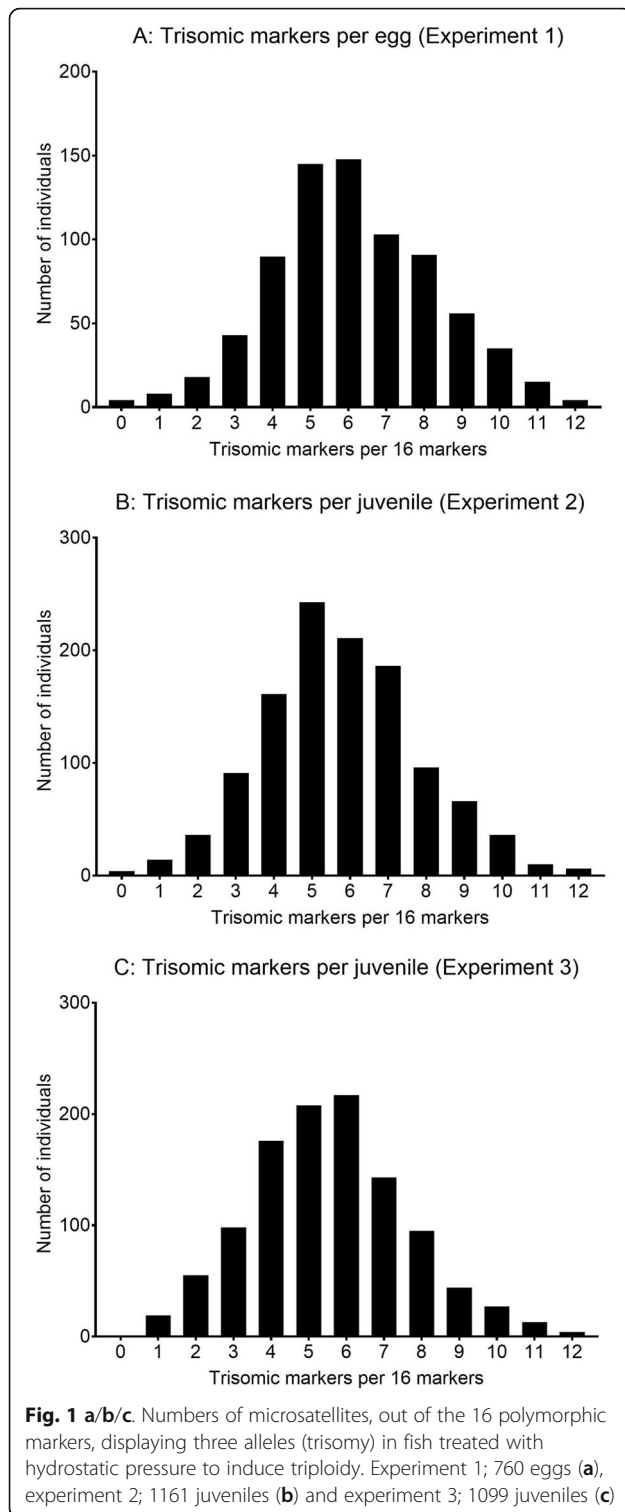 A: Trisomic markers per egg (Experiment 1)
200
150
100
50
0
Number of individuals
0 1 2 3 4 5 6 7 8 9 10 11 12
Trisomic markers per 16 markers
B: Trisomic markers per juvenile (Experiment 2)
300
200
100
0
Number of individuals
0 1 2 3 4 5 6 7 8 9 10 11 12
Trisomic markers per 16 markers
C: Trisomic markers per juvenile (Experiment 3)
300
200
100
0
Number of individuals
0 1 2 3 4 5 6 7 8 9 10 11 12
Trisomic markers per 16 markers
Fig. 1 a/b/c. Numbers of microsatellites, out of the 16 polymorphic
markers, displaying three alleles (trisomy) in fish treated with
hydrostatic pressure to induce triploidy. Experiment 1; 760 eggs (a),
experiment 2; 1161 juveniles (b) and experiment 3; 1099 juveniles (c)